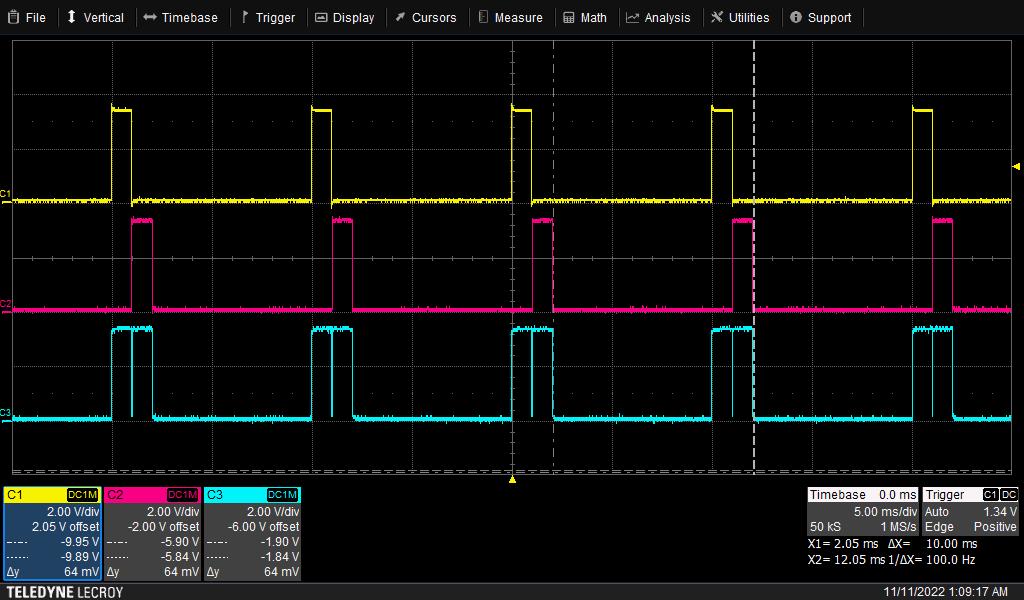 File Vertical Timebase Trigger Display Cursors Measure Math Analysis Utilities Support
C1
C2
C3
C1 DC1M C2 DC1M C3 DC1M Timebase 0.0 ms Trigger C1 DC
2.00 V/div 2.00 V/div 2.00 V/div 5.00 ms/div Auto 1.34 V
2.05 V offset -2.00 V offset -6.00 V offset 50 kS 1 MS/s Edge Positive
-9.95 V -5.90 V -1.90 V X1= 2.05 ms ΔX= 10.00 ms
-9.89 V -5.84 V -1.84 V X2= 12.05 ms 1/ΔX= 100.0 Hz
Δy 64 mV Δy 64 mV Δy 64 mV
TELEDYNE LECROY 11/11/2022 1:09:17 AM